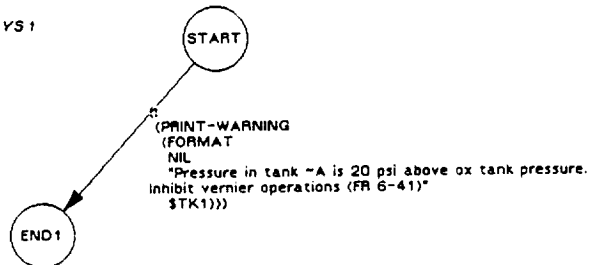 YS 1
START
(PRINT-WARNING
(FORMAT
NIL
"Pressure in tank ~A is 20 psi above ox tank pressure.
Inhibit vernier operations (FR 6-41)"
$TK1)))
END1